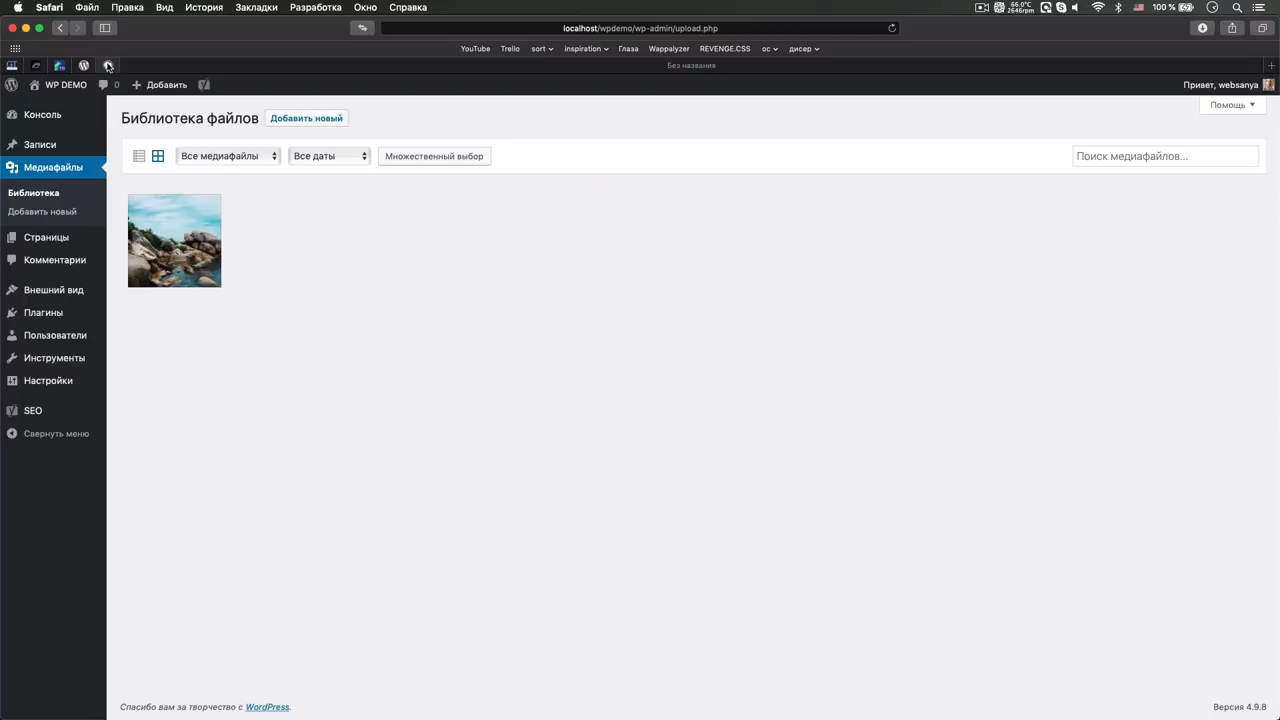 Safari Файл Правка Вид История Закладки Разработка Окно Справка 66.0°C 2646rpm 100 %
localhost/wpdemo/wp-admin/upload.php
YouTube Trello sort inspiration Глаза Wappalyzer REVENGE.CSS ос дисер
Без названия
WP DEMO 0 Добавить Привет, websanya
Консоль
Записи
Медиафайлы
Библиотека
Добавить новый
Страницы
Комментарии
Внешний вид
Плагины
Пользователи
Инструменты
Настройки
SEO
Свернуть меню
Помощь
Библиотека файлов Добавить новый
Все медиафайлы Все даты Множественный выбор Поиск медиафайлов...
Спасибо вам за творчество с WordPress. Версия 4.9.8